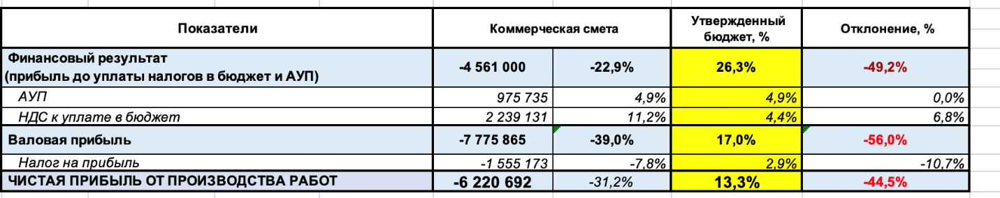 Показатели Коммерческая смета Утвержденный бюджет, % Отклонение, %
Финансовый результат
(прибыль до уплаты налогов в бюджет и АУП) -4 561 000 -22,9% 26,3% -49,2%
АУП 975 735 4,9% 4,9% 0,0%
НДС к уплате в бюджет 2 239 131 11,2% 4,4% 6,8%
Валовая прибыль -7 775 865 -39,0% 17,0% -56,0%
Налог на прибыль -1 555 173 -7,8% 2,9% -10,7%
ЧИСТАЯ ПРИБЫЛЬ ОТ ПРОИЗВОДСТВА РАБОТ -6 220 692 -31,2% 13,3% -44,5%